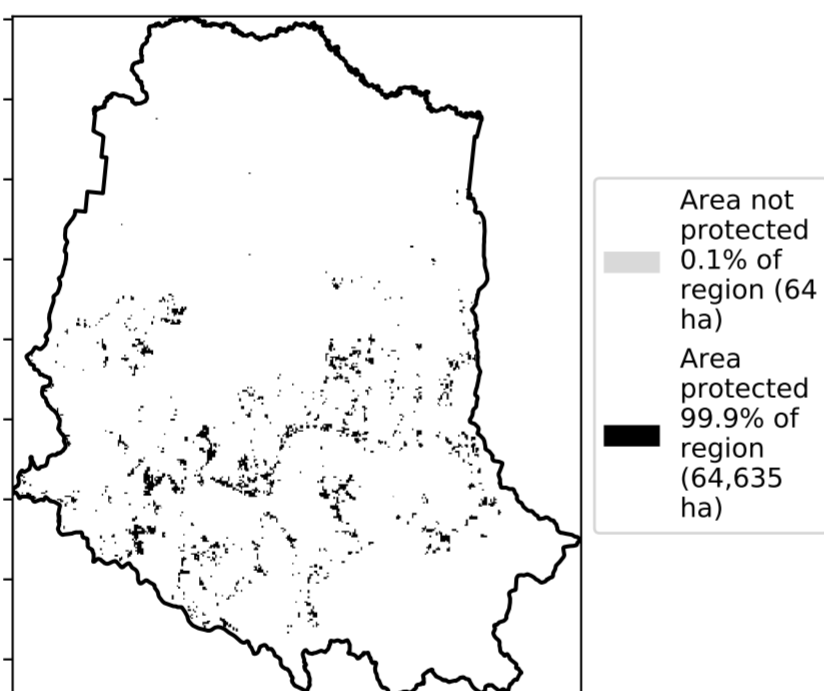 Area not
protected
0.1% of
region (64
ha)
Area
protected
99.9% of
region
(64,635
ha)